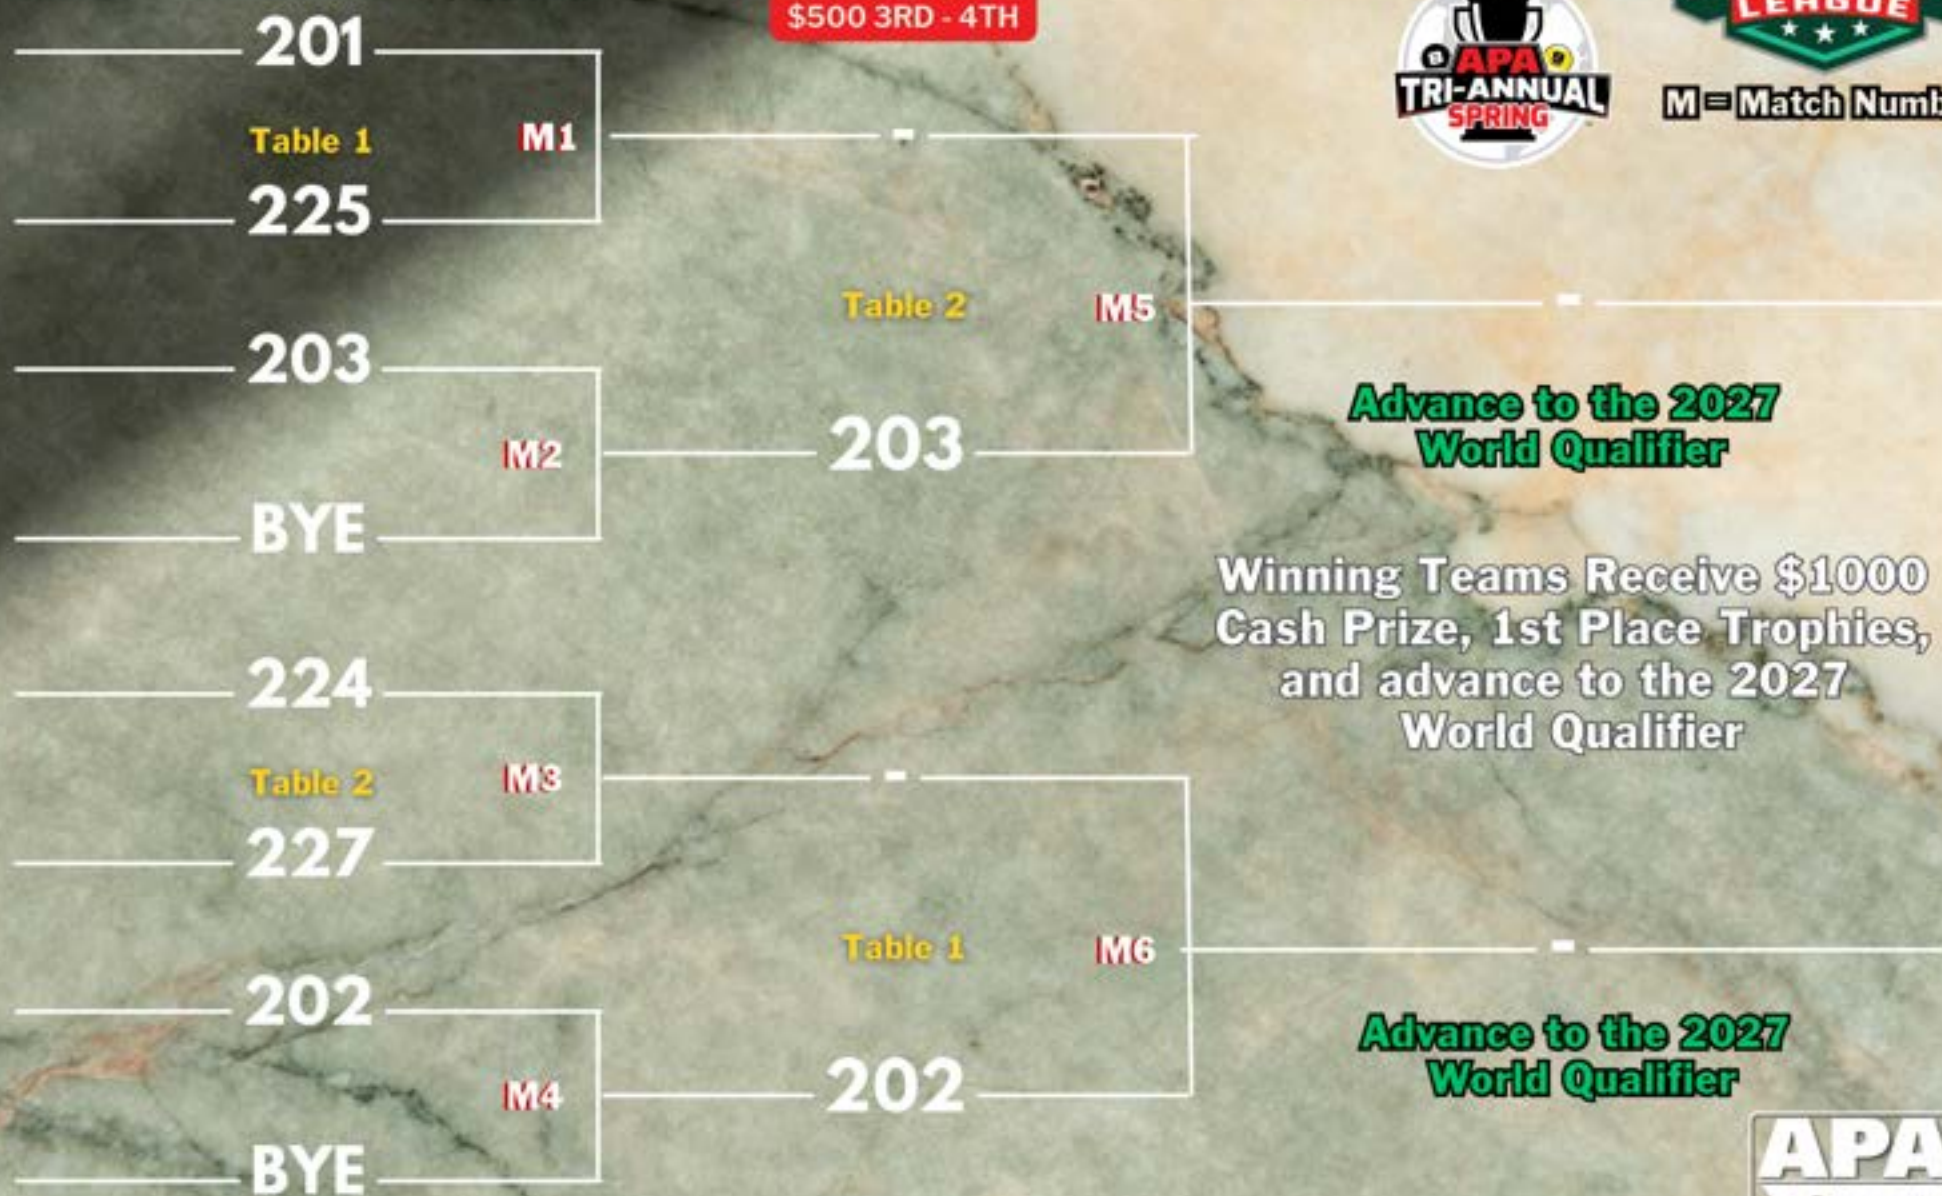 $500 3RD - 4TH
LEAGUE
8 APA 9
TRI-ANNUAL
SPRING
M = Match Numb
201
Table 1
M1
-
225
Table 2
M5
-
203
M2
203
BYE
Advance to the 2027
World Qualifier
Winning Teams Receive $1000
Cash Prize, 1st Place Trophies,
and advance to the 2027
World Qualifier
224
Table 2
M3
-
227
Table 1
M6
-
202
M4
202
BYE
Advance to the 2027
World Qualifier
APA